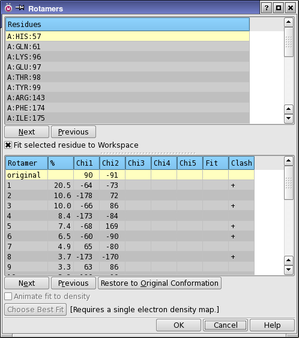 Rotamers
Residues
A:HIS:57
A:GLN:61
A:LYS:96
A:GLU:97
A:THR:98
A:TYR:99
A:ARG:143
A:PHE:174
A:ILE:175
Next Previous
Fit selected residue to Workspace
Rotamer % Chi1 Chi2 Chi3 Chi4 Chi5 Fit Clash
original 90 -91
1 20.5 -64 -73 +
2 10.6 -178 72
3 10.0 -66 86 +
4 8.4 -173 -84
5 7.4 -68 169 +
6 6.5 -60 -90 +
7 4.9 65 -80
8 3.7 -173 -170 +
9 3.3 63 86
Next Previous Restore to Original Conformation
Animate fit to density
Choose Best Fit [Requires a single electron density map.]
OK Cancel Help